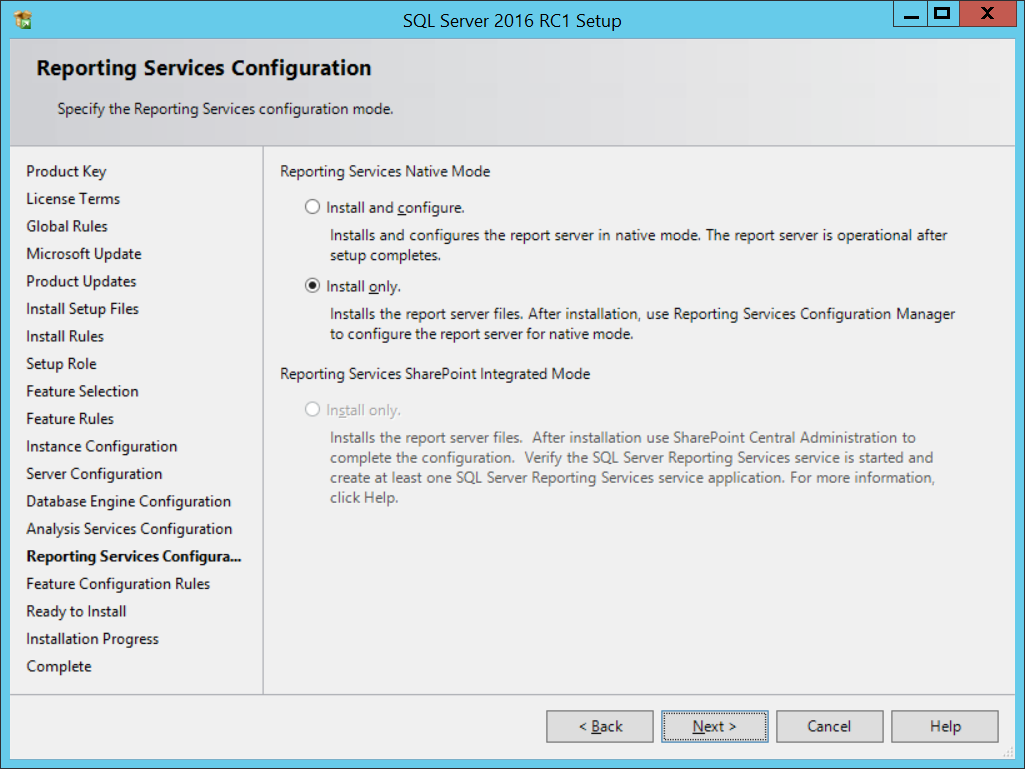 SQL Server 2016 RC1 Setup
Reporting Services Configuration
Specify the Reporting Services configuration mode.
Product Key
License Terms
Global Rules
Microsoft Update
Product Updates
Install Setup Files
Install Rules
Setup Role
Feature Selection
Feature Rules
Instance Configuration
Server Configuration
Database Engine Configuration
Analysis Services Configuration
Reporting Services Configura...
Feature Configuration Rules
Ready to Install
Installation Progress
Complete
Reporting Services Native Mode
Install and configure.
Installs and configures the report server in native mode. The report server is operational after
setup completes.
Install only.
Installs the report server files. After installation, use Reporting Services Configuration Manager
to configure the report server for native mode.
Reporting Services SharePoint Integrated Mode
Install only.
Installs the report server files.  After installation use SharePoint Central Administration to
complete the configuration.  Verify the SQL Server Reporting Services service is started and
create at least one SQL Server Reporting Services service application. For more information,
click Help.
< Back
Next >
Cancel
Help